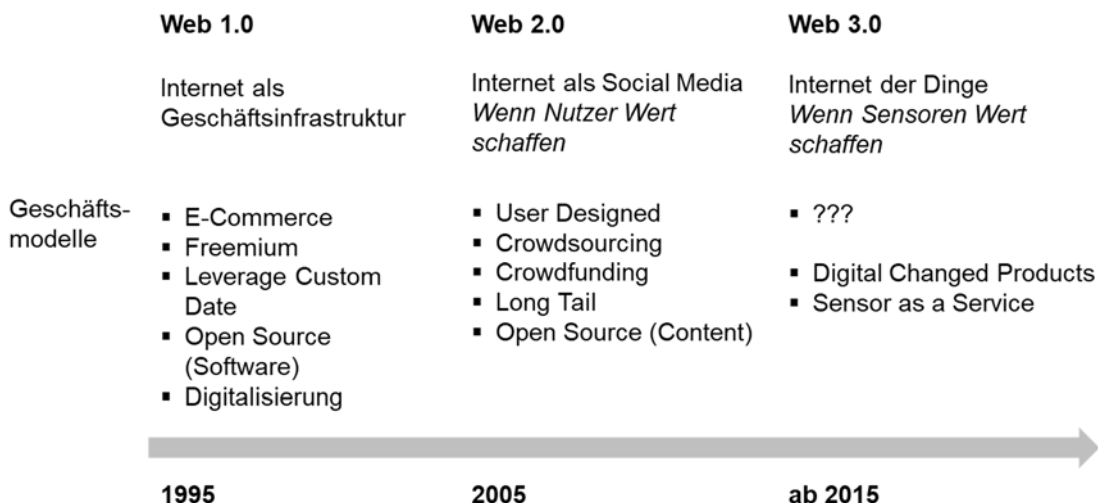 Web 1.0
Web 2.0
Web 3.0
Internet als
Geschäftsinfrastruktur
Internet als Social Media
Wenn Nutzer Wert
schaffen
Internet der Dinge
Wenn Sensoren Wert
schaffen
Geschäfts-
modelle
▪ E-Commerce
▪ Freemium
▪ Leverage Custom
Date
▪ Open Source
(Software)
▪ Digitalisierung
▪ User Designed
▪ Crowdsourcing
▪ Crowdfunding
▪ Long Tail
▪ Open Source (Content)
▪ ???
▪ Digital Changed Products
▪ Sensor as a Service
1995
2005
ab 2015